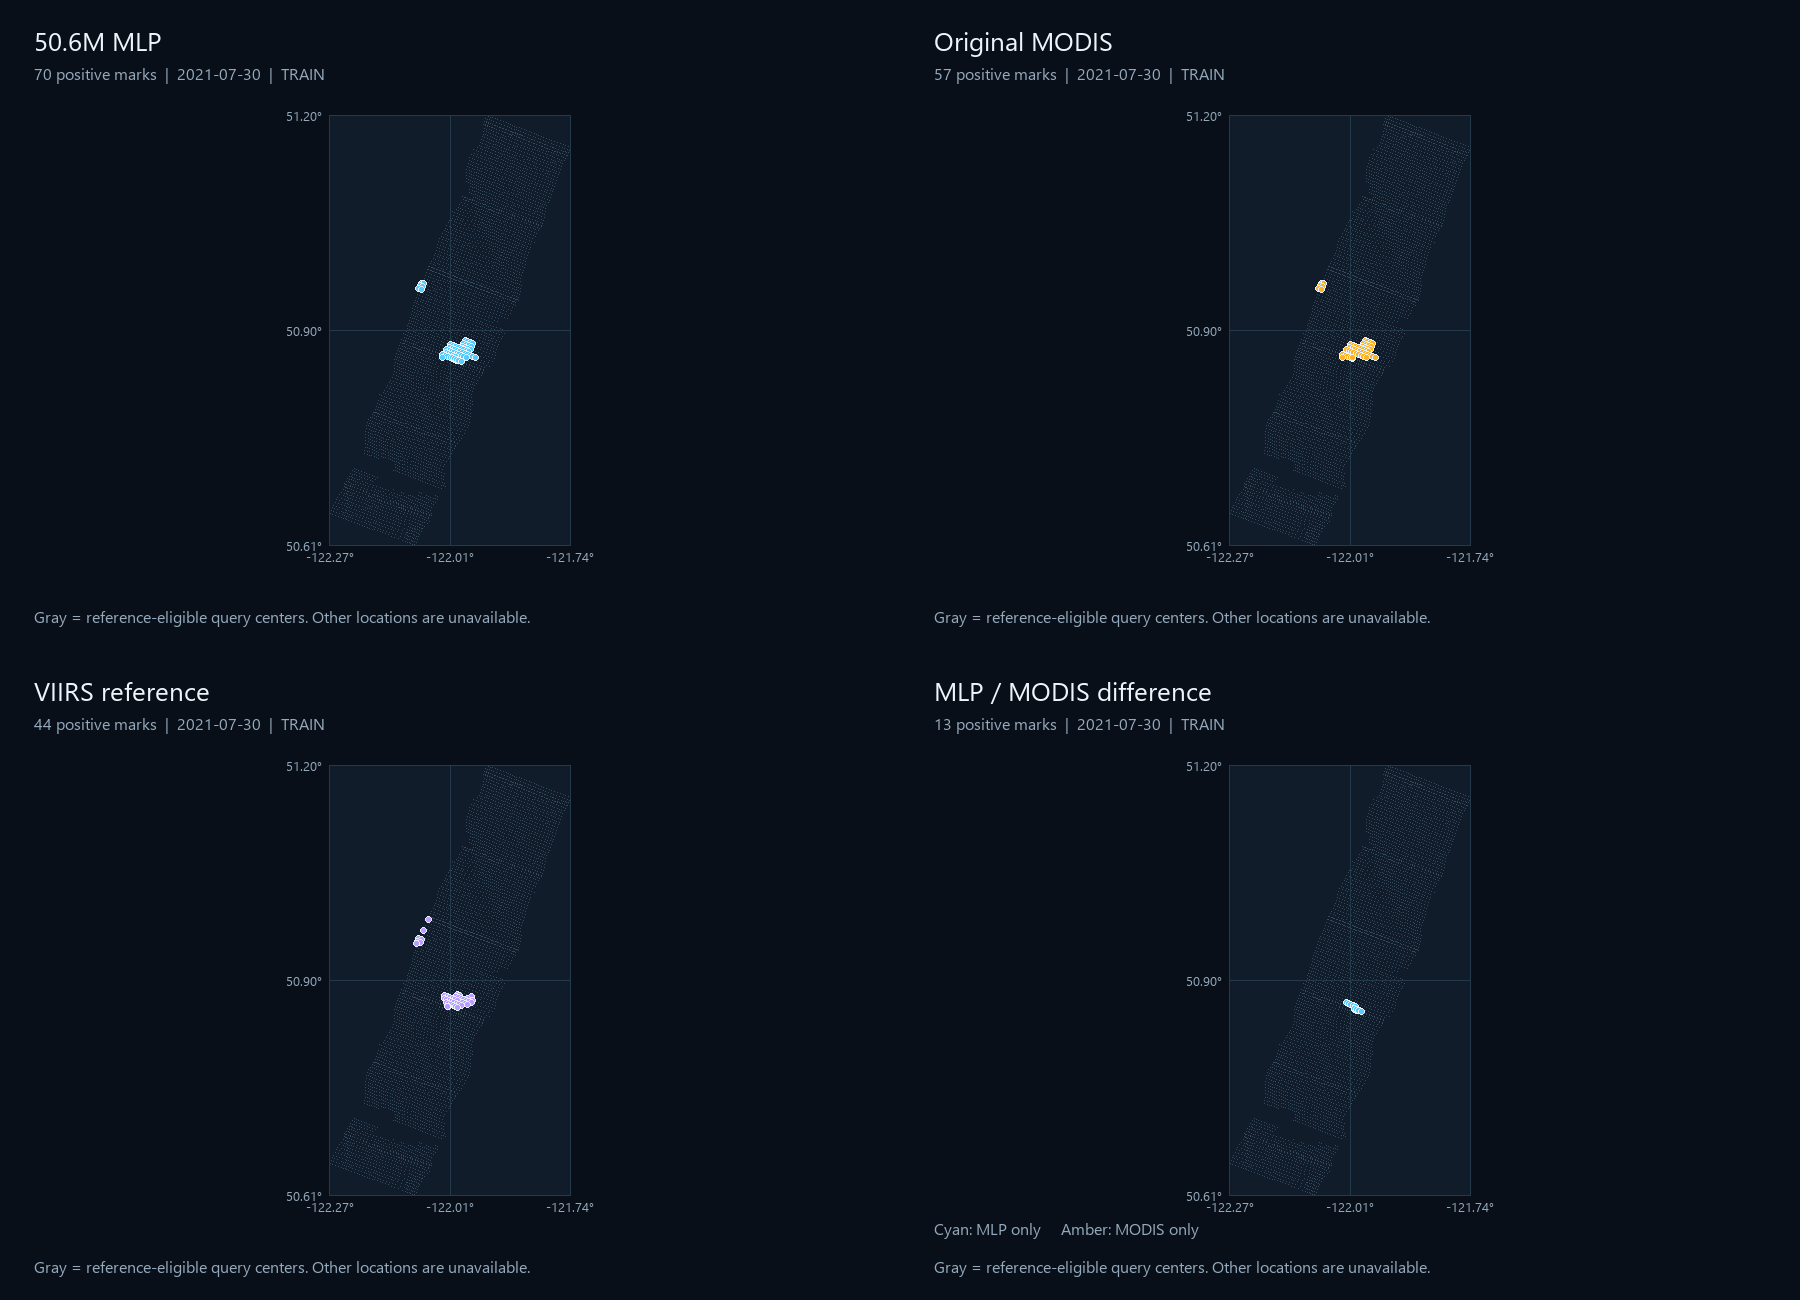 50.6M MLP
70 positive marks | 2021-07-30 | TRAIN
51.20°
50.90°
50.61°
-122.27°
-122.01°
-121.74°
Gray = reference-eligible query centers. Other locations are unavailable.
Original MODIS
57 positive marks | 2021-07-30 | TRAIN
51.20°
50.90°
50.61°
-122.27°
-122.01°
-121.74°
Gray = reference-eligible query centers. Other locations are unavailable.
VIIRS reference
44 positive marks | 2021-07-30 | TRAIN
51.20°
50.90°
50.61°
-122.27°
-122.01°
-121.74°
Gray = reference-eligible query centers. Other locations are unavailable.
MLP / MODIS difference
13 positive marks | 2021-07-30 | TRAIN
51.20°
50.90°
50.61°
-122.27°
-122.01°
-121.74°
Cyan: MLP only Amber: MODIS only
Gray = reference-eligible query centers. Other locations are unavailable.